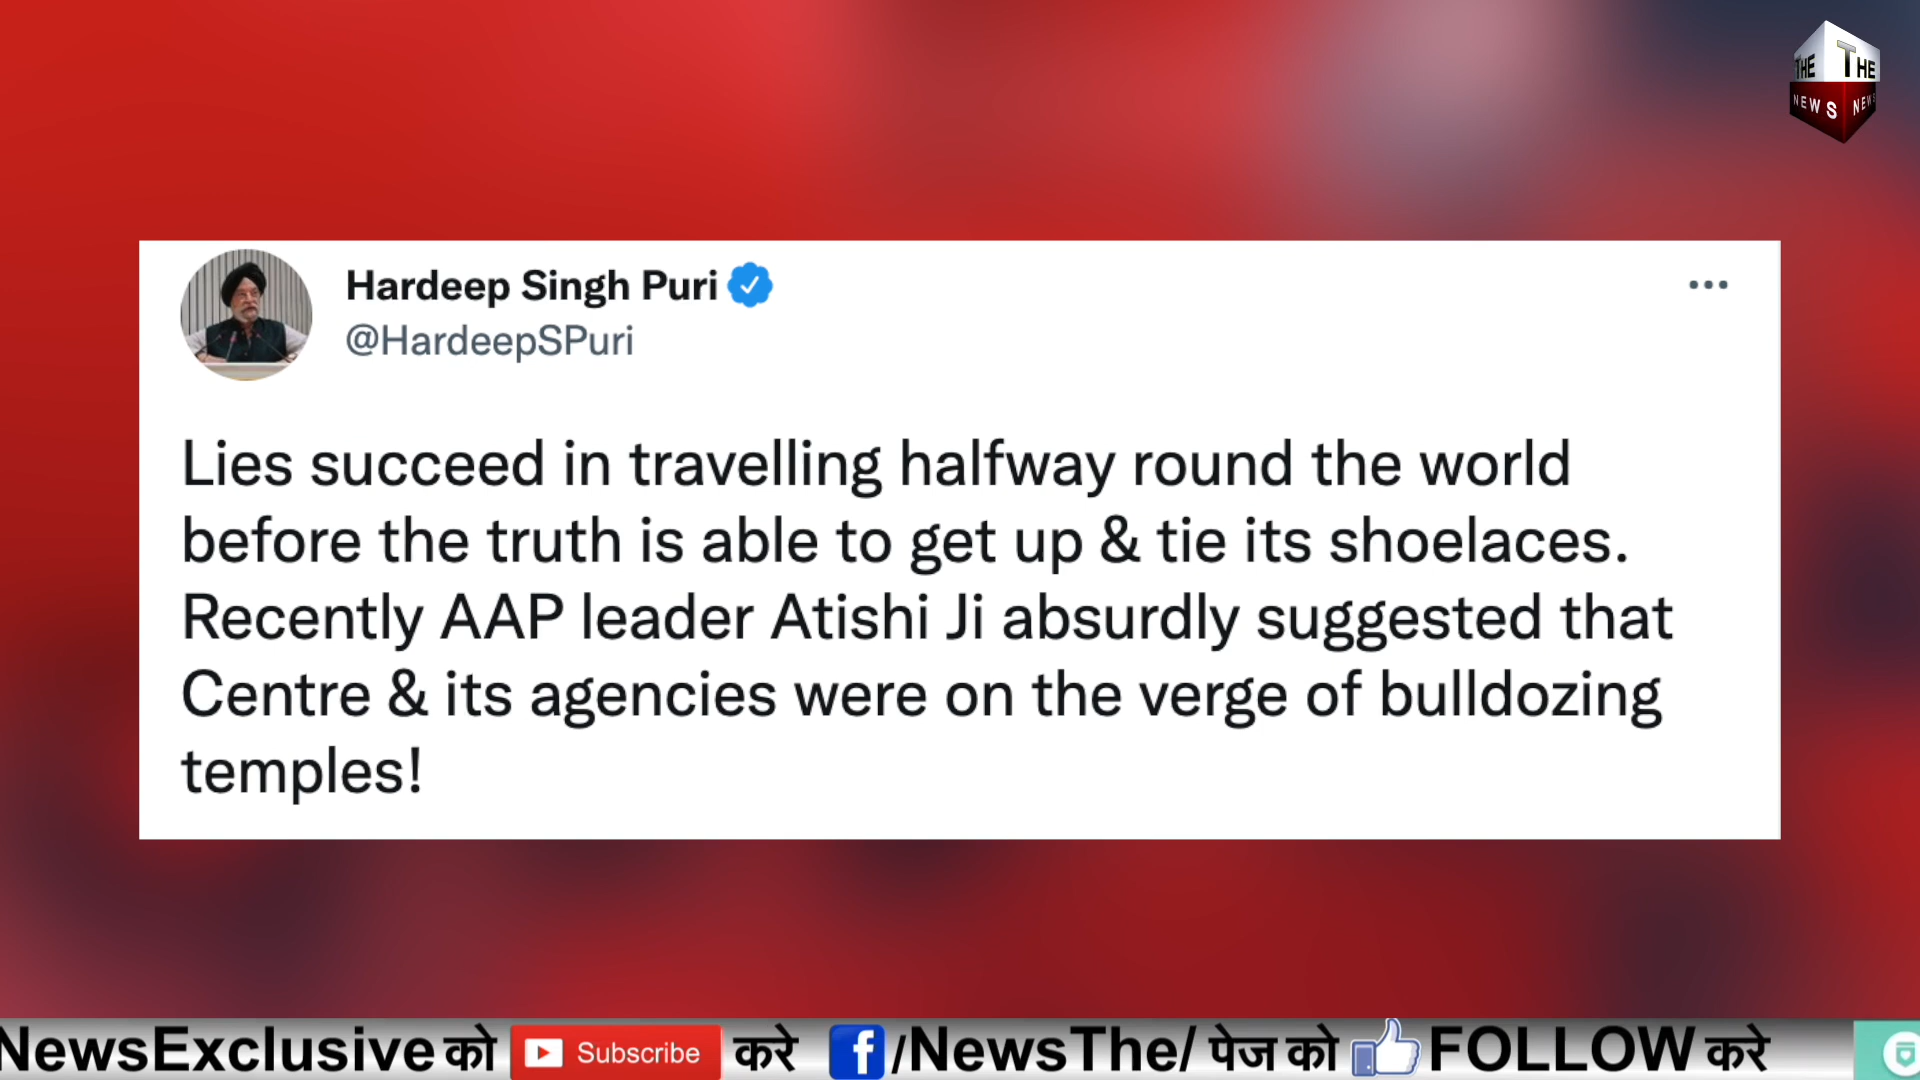 THE THE
NEWS NEWS
Hardeep Singh Puri
@HardeepSPuri
Lies succeed in travelling halfway round the world
before the truth is able to get up & tie its shoelaces.
Recently AAP leader Atishi Ji absurdly suggested that
Centre & its agencies were on the verge of bulldozing
temples!
NewsExclusive को Subscribe करे f/NewsThe/ पेज को FOLLOW करे